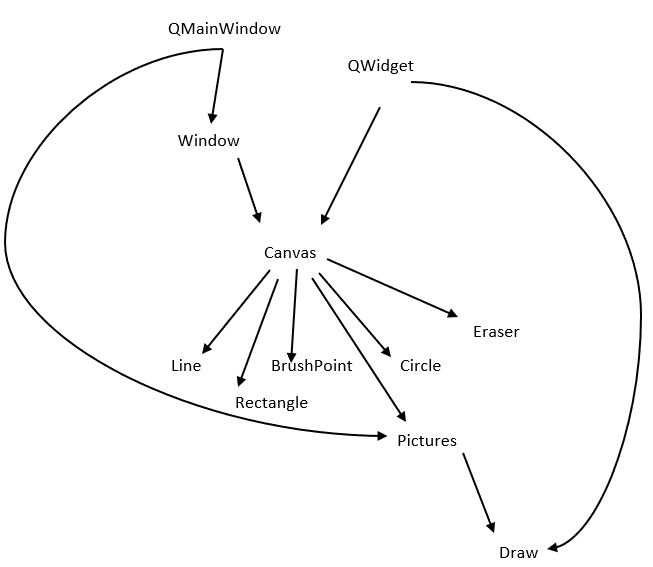 QMainWindow
QWidget
Window
Canvas
Eraser
Line
BrushPoint
Circle
Rectangle
Pictures
Draw